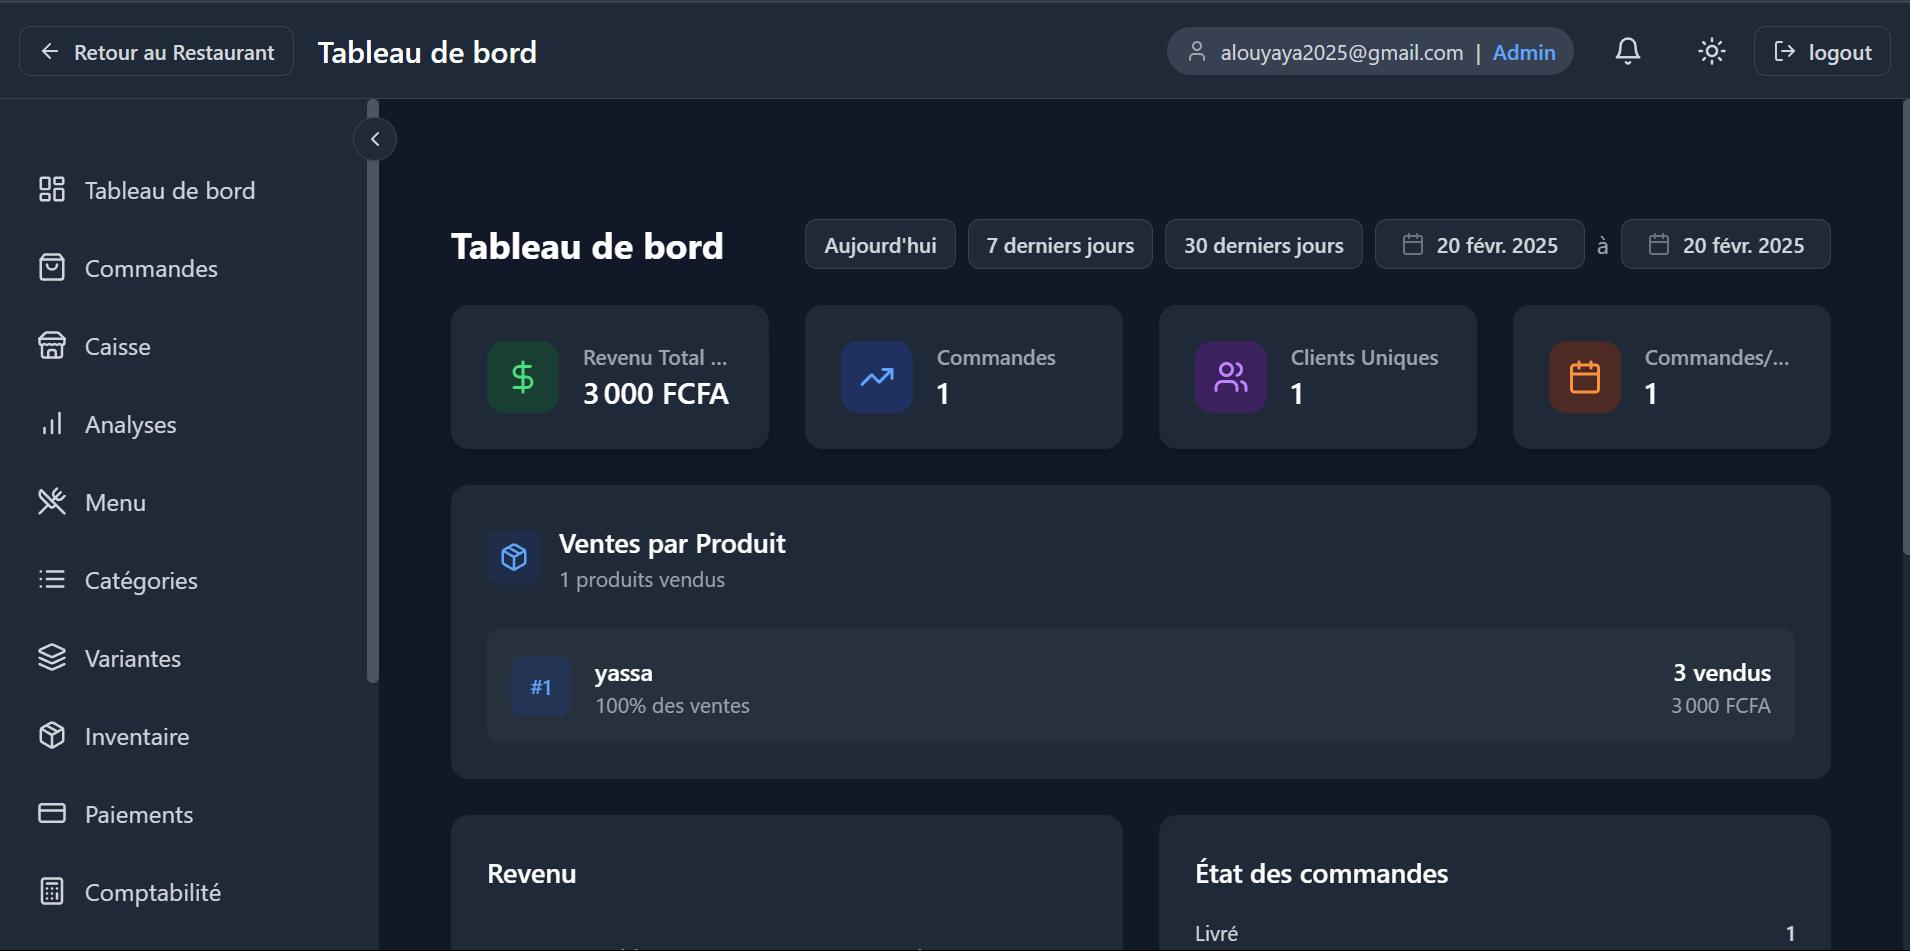 Retour au Restaurant
Tableau de bord
alouyaya2025@gmail.com | Admin
logout
Tableau de bord
Commandes
Caisse
Analyses
Menu
Catégories
Variantes
Inventaire
Paiements
Comptabilité
Tableau de bord
Aujourd'hui
7 derniers jours
30 derniers jours
20 févr. 2025 à 20 févr. 2025
Revenu Total ...
3 000 FCFA
Commandes
1
Clients Uniques
1
Commandes/...
1
Ventes par Produit
1 produits vendus
#1
yassa
100% des ventes
3 vendus
3 000 FCFA
Revenu
État des commandes
Livré 1